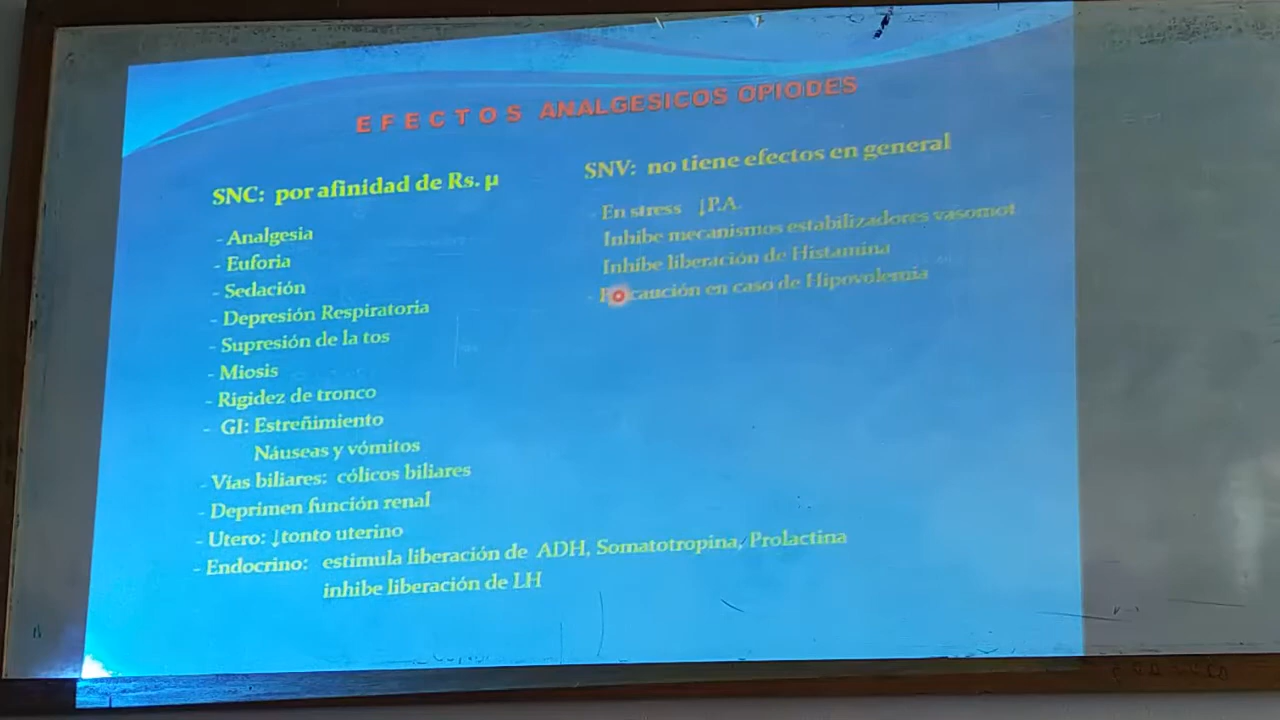 EFECTOS ANALGESICOS OPIODES
SNC: por afinidad de Rs. µ
- Analgesia
- Euforia
- Sedación
- Depresión Respiratoria
- Supresión de la tos
- Miosis
- Rigidez de tronco
- GI: Estreñimiento
Náuseas y vómitos
- Vías biliares: cólicos biliares
- Deprimen función renal
- Utero: ↓tonto uterino
- Endocrino: estimula liberación de ADH, Somatotropina, Prolactina
inhibe liberación de LH
SNV: no tiene efectos en general
- En stress ↓P.A.
Inhibe mecanismos estabilizadores vasomot
Inhibe liberación de Histamina
- Precaución en caso de Hipovolemia